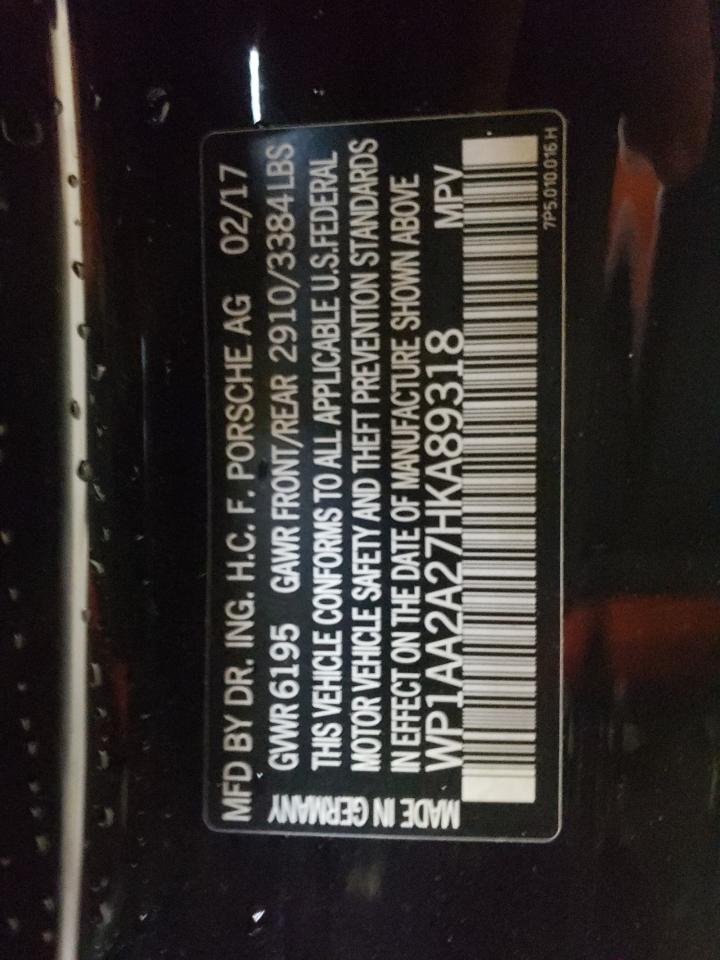 MFD BY DR. ING. H.C. F. PORSCHE AG 02/17
GVWR 6195 GAWR FRONT/REAR 2910/3384 LBS
THIS VEHICLE CONFORMS TO ALL APPLICABLE U.S.FEDERAL
MOTOR VEHICLE SAFETY AND THEFT PREVENTION STANDARDS
IN EFFECT ON THE DATE OF MANUFACTURE SHOWN ABOVE
WP1AA2A27HKA89318 MPV
MADE IN GERMANY
7P5.010.016.H